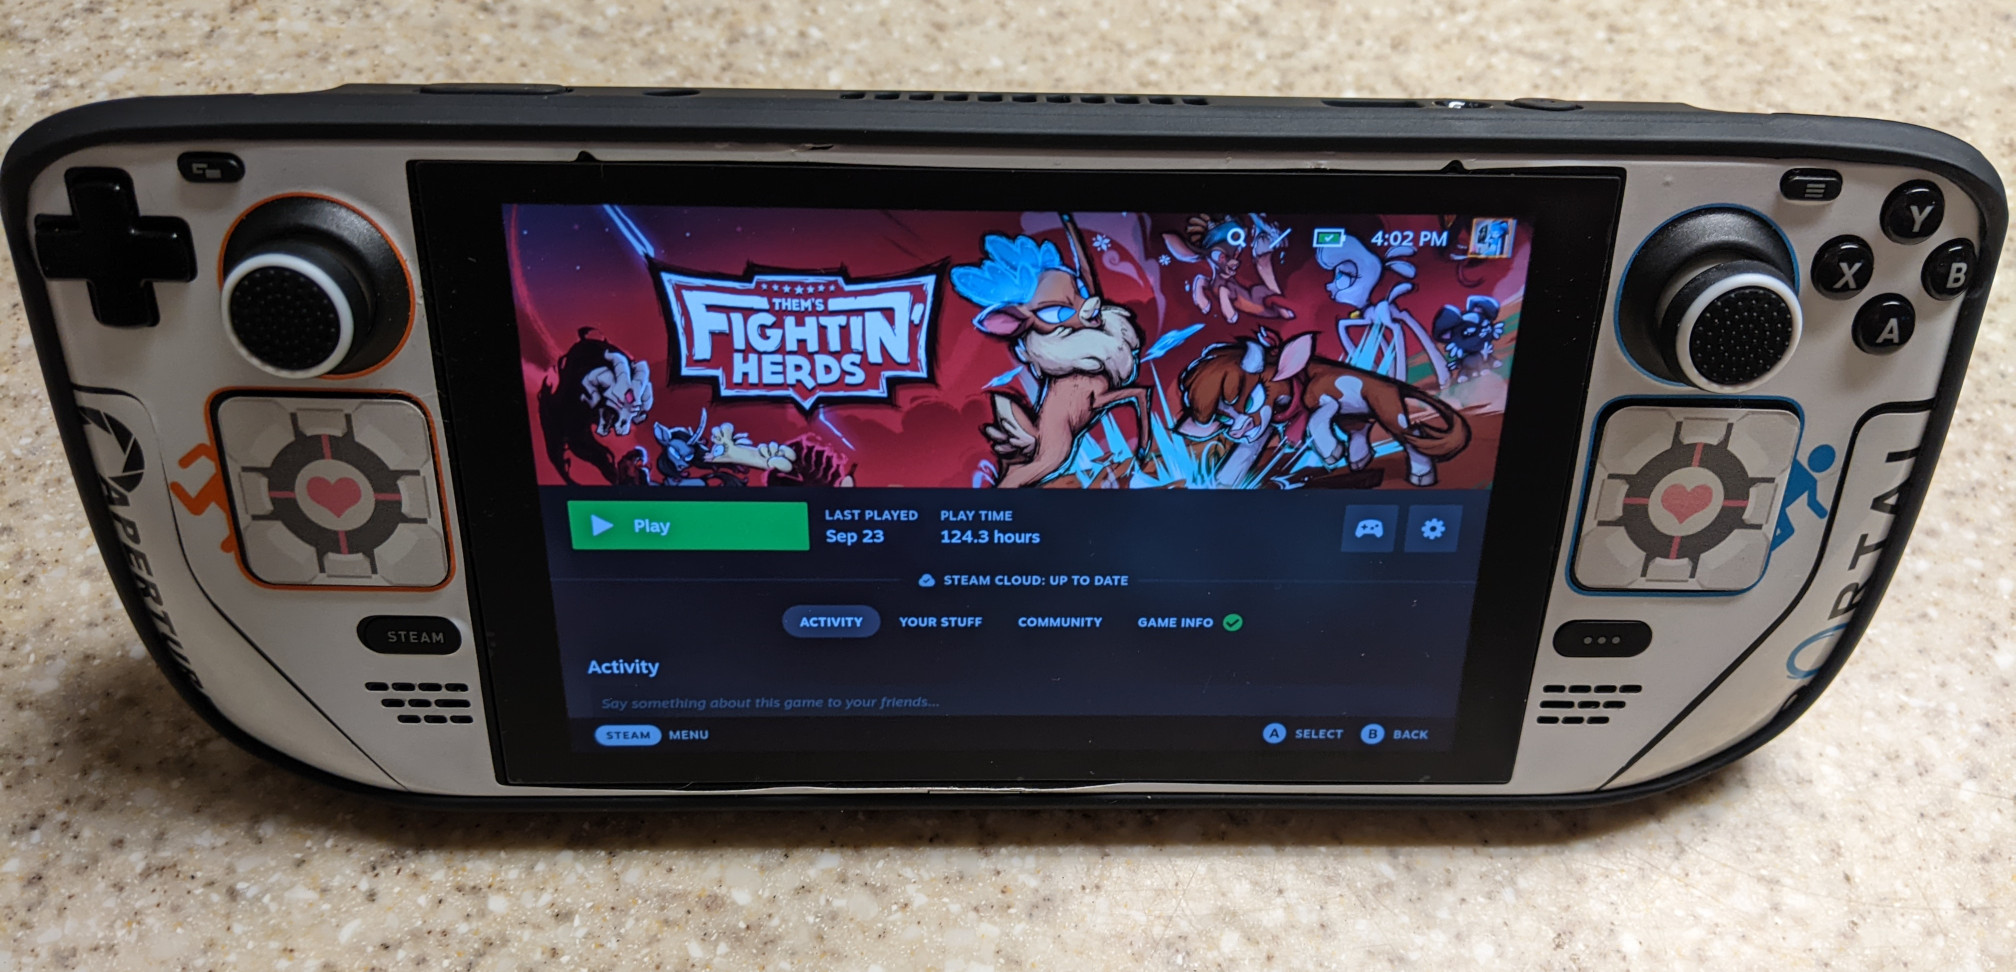 4:02 PM
THEM'S
FIGHTIN'
HERDS
Play
LAST PLAYED
Sep 23
PLAY TIME
124.3 hours
STEAM CLOUD: UP TO DATE
ACTIVITY YOUR STUFF COMMUNITY GAME INFO
Activity
Say something about this game to your friends...
STEAM MENU
A SELECT B BACK
APERTURE
STEAM
Y
X
B
A
PORTAL